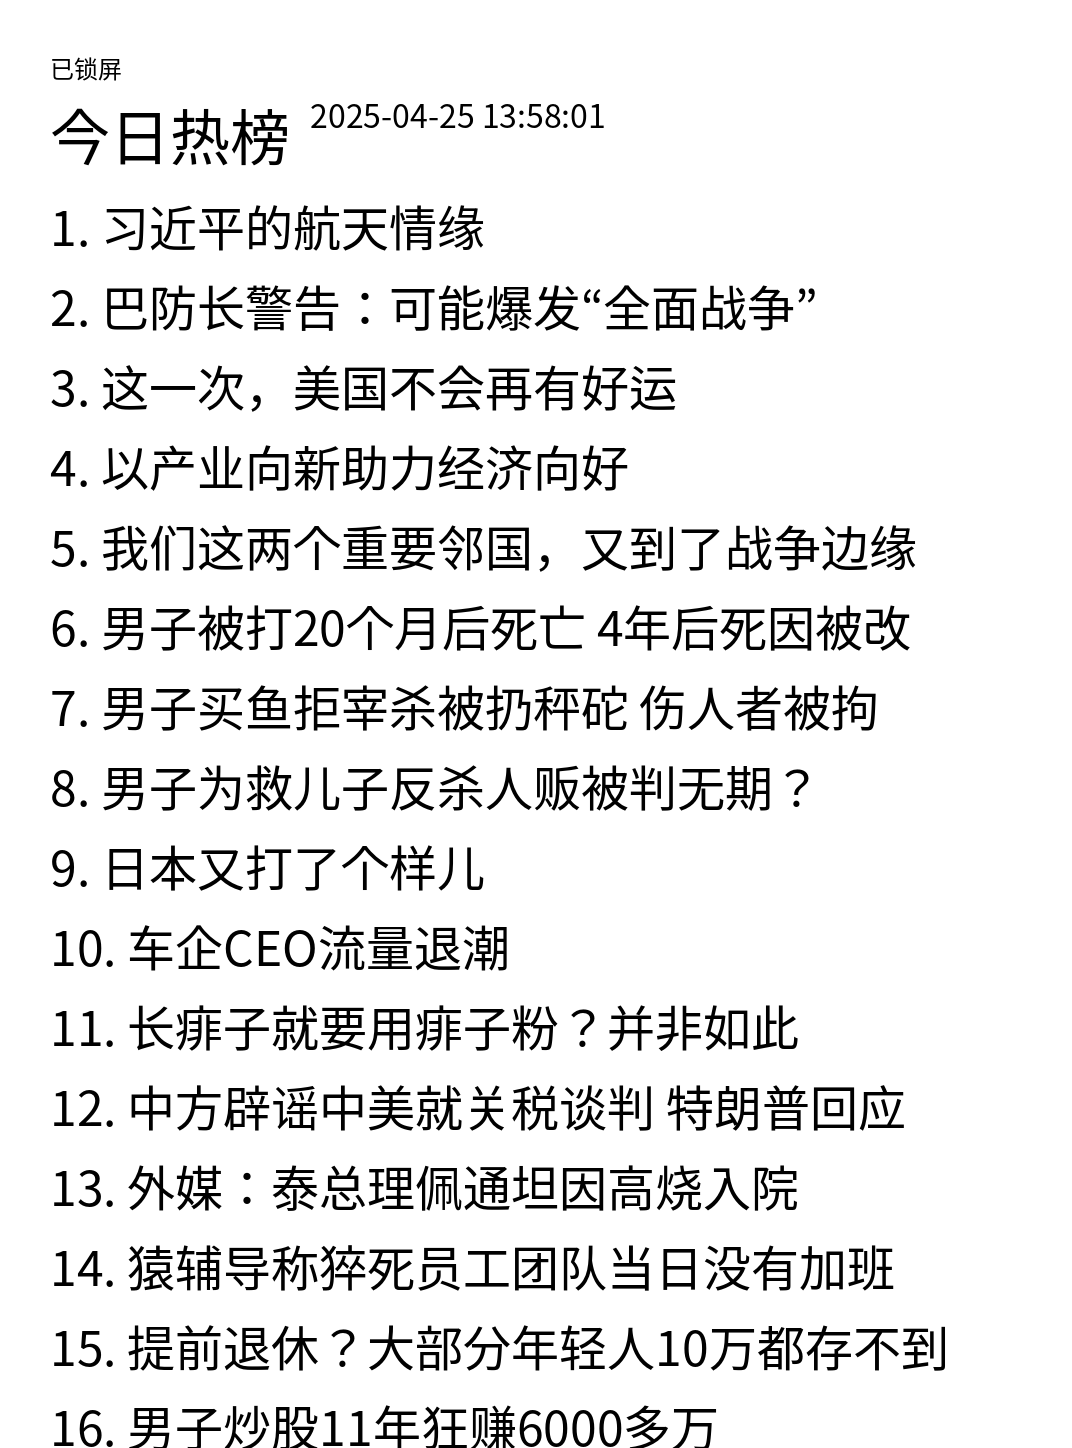 已锁屏
今日热榜 2025-04-25 13:58:01
1. 习近平的航天情缘
2. 巴防长警告：可能爆发“全面战争”
3. 这一次，美国不会再有好运
4. 以产业向新助力经济向好
5. 我们这两个重要邻国，又到了战争边缘
6. 男子被打20个月后死亡 4年后死因被改
7. 男子买鱼拒宰杀被扔秤砣 伤人者被拘
8. 男子为救儿子反杀人贩被判无期？
9. 日本又打了个样儿
10. 车企CEO流量退潮
11. 长痱子就要用痱子粉？并非如此
12. 中方辟谣中美就关税谈判 特朗普回应
13. 外媒：泰总理佩通坦因高烧入院
14. 猿辅导称猝死员工团队当日没有加班
15. 提前退休？大部分年轻人10万都存不到
16. 男子炒股11年狂赚6000多万